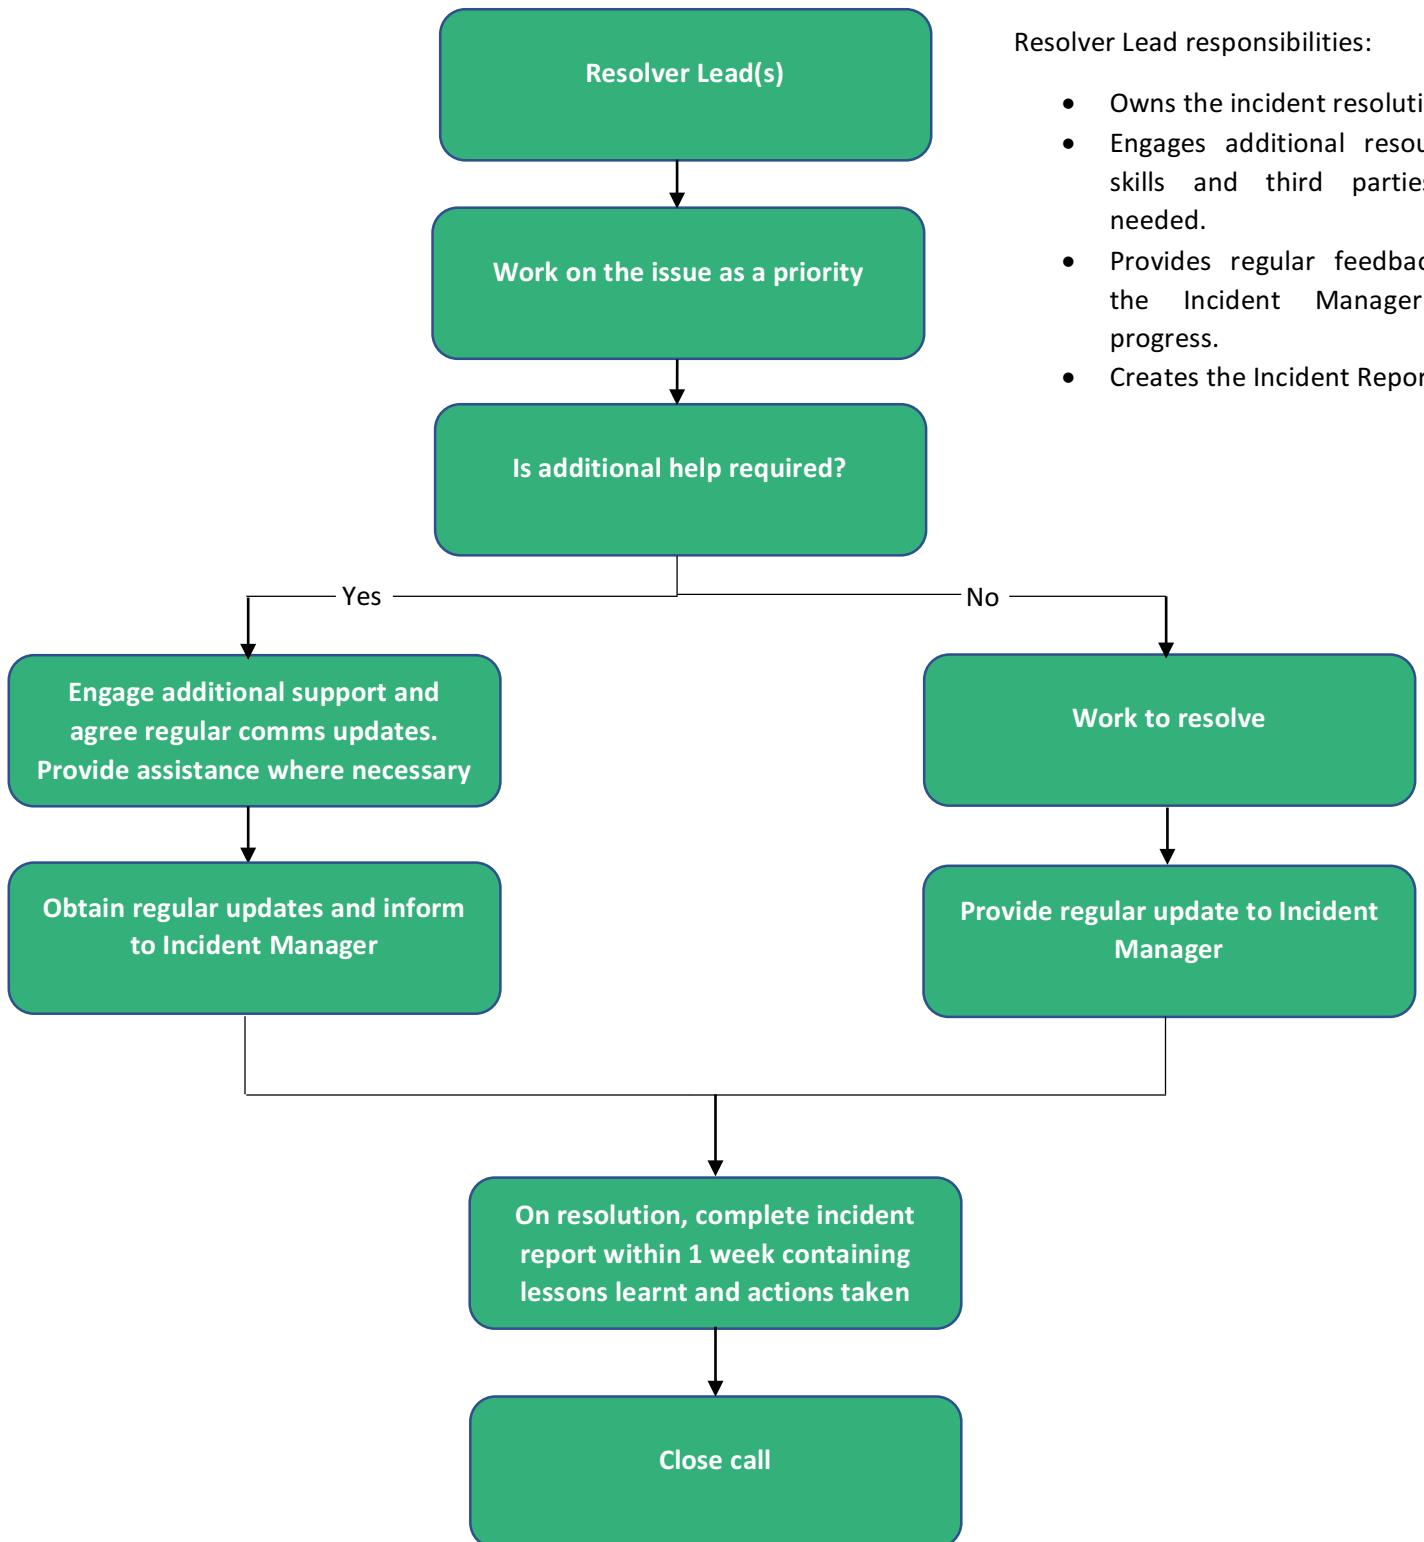 Resolver Lead(s)
Resolver Lead responsibilities:
• Owns the incident
• Engages additional
skills and third
needed.
• Provides regular
the Incident Manager
progress.
• Creates the Incident
Work on the issue as a priority
Is additional help required?
Yes
No
Engage additional support and
agree regular comms updates.
Provide assistance where necessary
Work to resolve
Obtain regular updates and inform
to Incident Manager
Provide regular update to Incident
Manager
On resolution, complete incident
report within 1 week containing
lessons learnt and actions taken
Close call